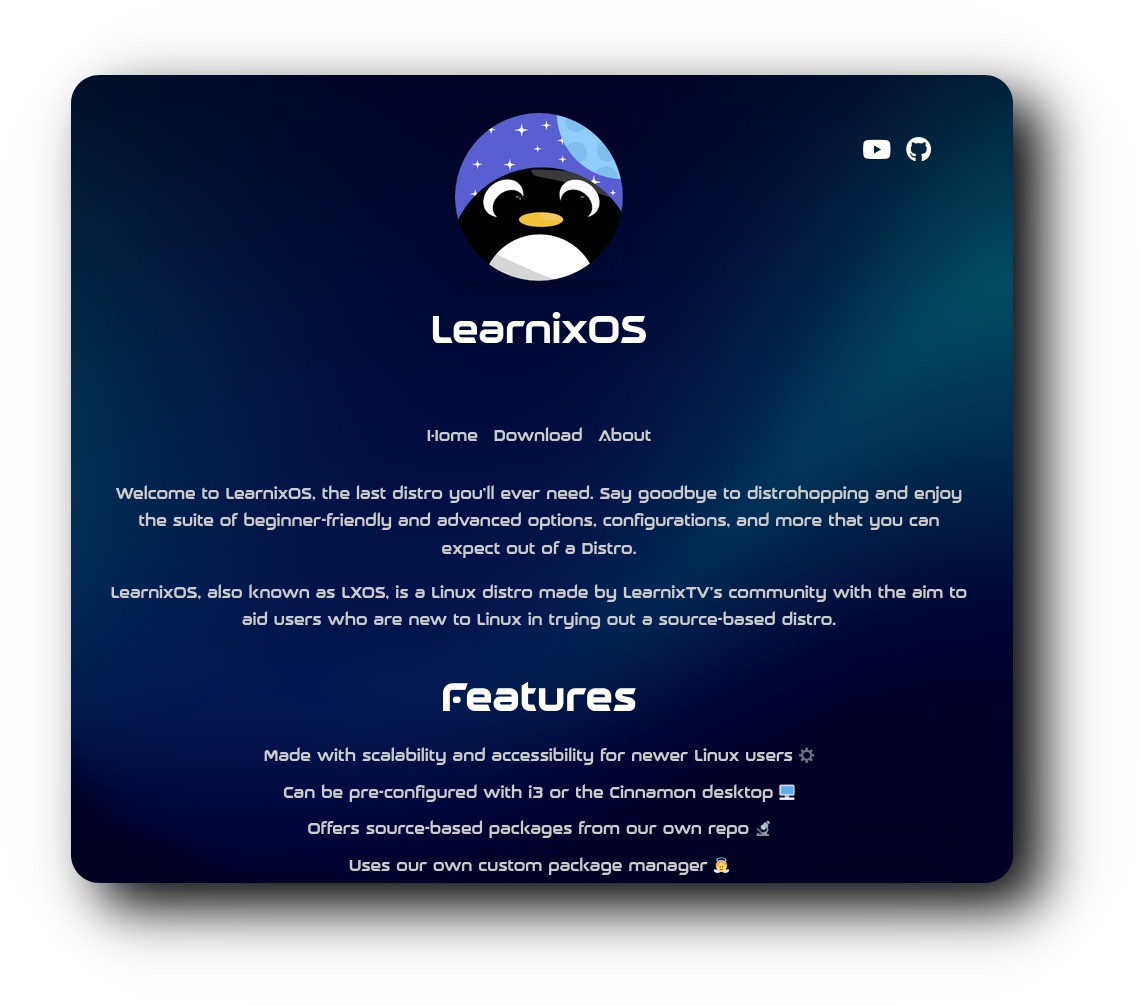 LearnixOS
Home Download About
Welcome to LearnixOS, the last distro you'll ever need. Say goodbye to distrohopping and enjoy
the suite of beginner-friendly and advanced options, configurations, and more that you can
expect out of a Distro.
LearnixOS, also known as LXOS, is a Linux distro made by LearnixTV's community with the aim to
aid users who are new to Linux in trying out a source-based distro.
Features
Made with scalability and accessibility for newer Linux users ⚙️
Can be pre-configured with i3 or the Cinnamon desktop 🖥️
Offers source-based packages from our own repo 🔬
Uses our own custom package manager 👼